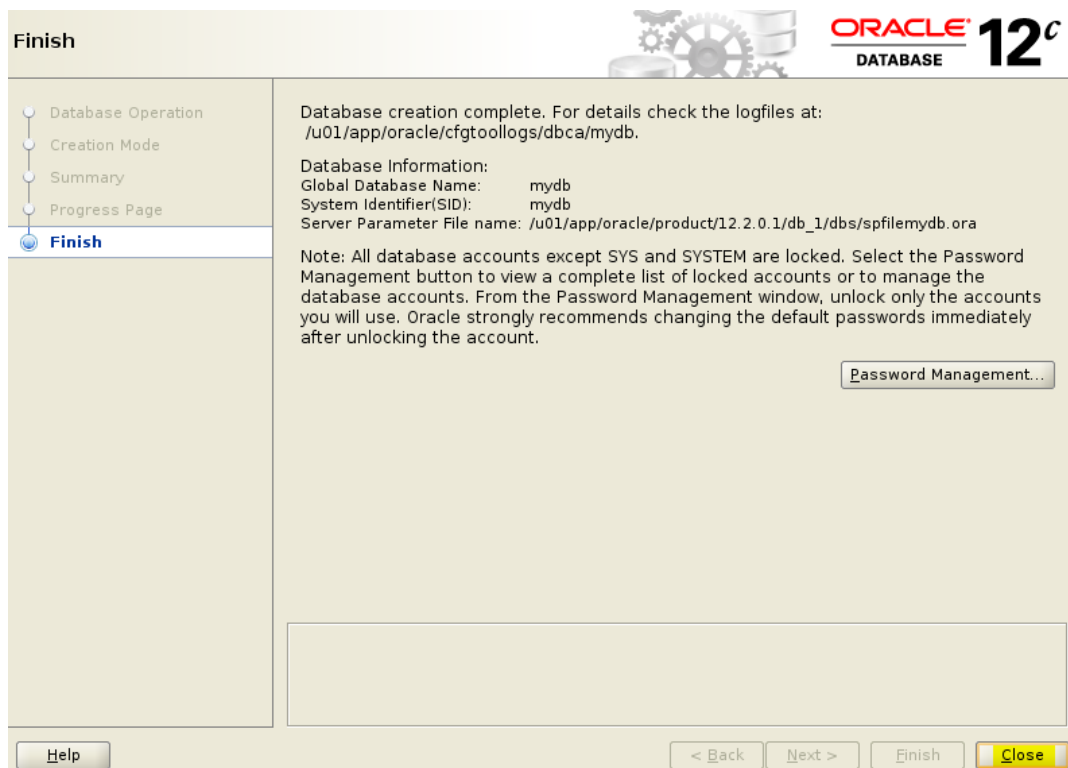 Finish
ORACLE
DATABASE
12c
Database Operation
Creation Mode
Summary
Progress Page
Finish
Database creation complete. For details check the logfiles at:
/u01/app/oracle/cfgtoollogs/dbca/mydb.
Database Information:
Global Database Name: mydb
System Identifier(SID): mydb
Server Parameter File name: /u01/app/oracle/product/12.2.0.1/db_1/dbs/spfilemydb.ora
Note: All database accounts except SYS and SYSTEM are locked. Select the Password
Management button to view a complete list of locked accounts or to manage the
database accounts. From the Password Management window, unlock only the accounts
you will use. Oracle strongly recommends changing the default passwords immediately
after unlocking the account.
Password Management...
Help
< Back
Next >
Finish
Close